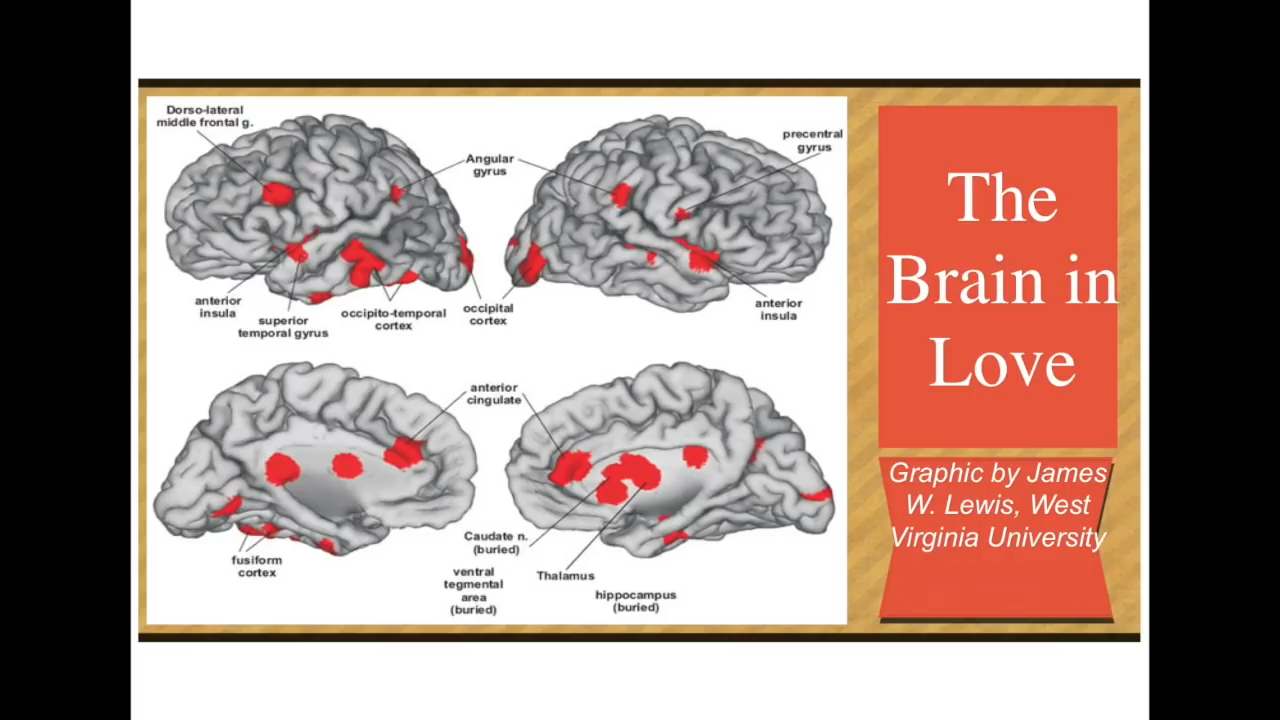 Dorso-lateral
middle frontal g.
Angular
gyrus
precentral
gyrus
anterior
insula
superior
temporal gyrus
occipito-temporal
cortex
occipital
cortex
anterior
insula
anterior
cingulate
fusiform
cortex
Caudate n.
(buried)
ventral
tegmental
area
(buried)
Thalamus
hippocampus
(buried)
The
Brain in
Love
Graphic by James
W. Lewis, West
Virginia University